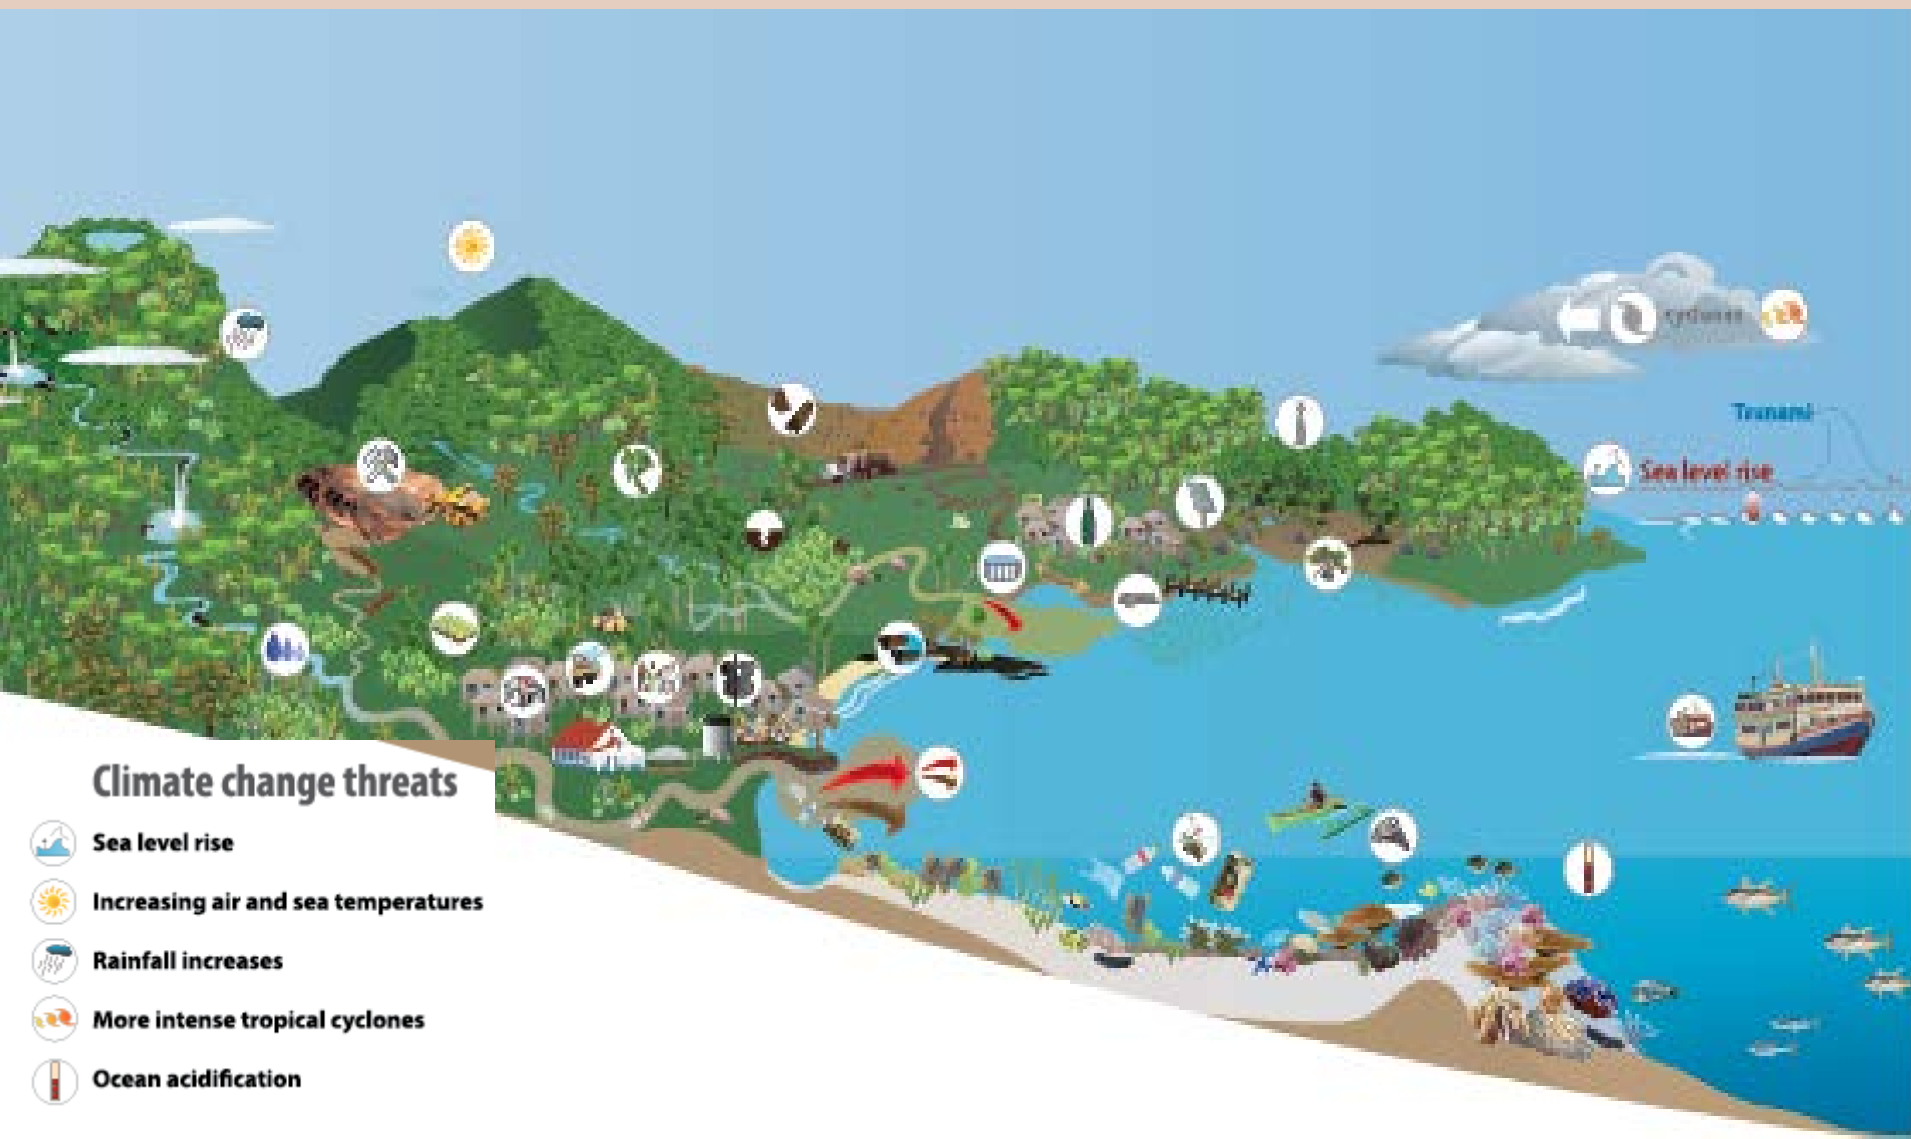 Tsunami
Sea level rise
Climate change threats
Sea level rise
Increasing air and sea temperatures
Rainfall increases
More intense tropical cyclones
Ocean acidification